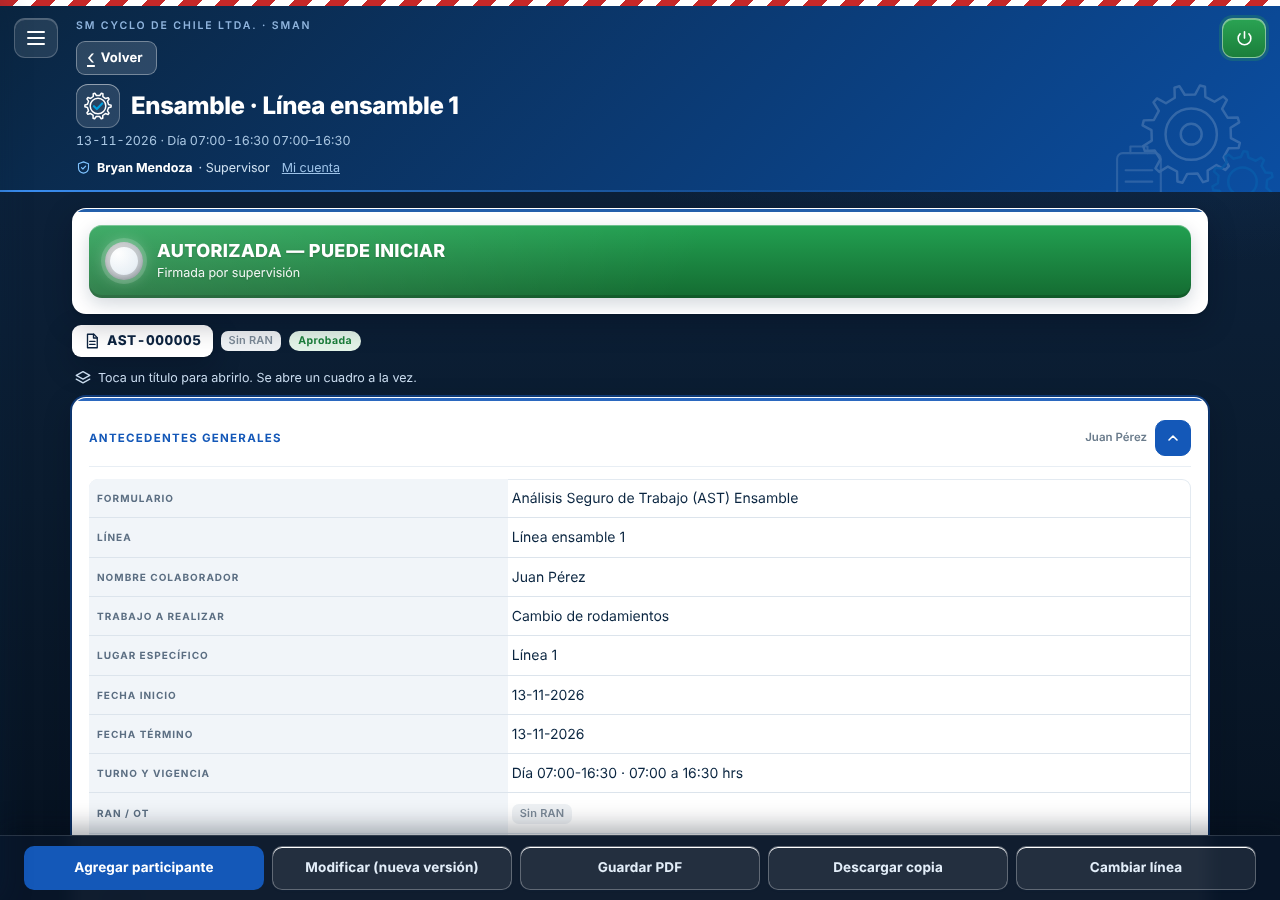 SM CYCLO DE CHILE LTDA. · SMAN
Volver
Ensamble · Línea ensamble 1
13-11-2026 · Día 07:00-16:30 07:00–16:30
Bryan Mendoza · Supervisor Mi cuenta
AUTORIZADA — PUEDE INICIAR
Firmada por supervisión
AST-000005 Sin RAN Aprobada
Toca un título para abrirlo. Se abre un cuadro a la vez.
ANTECEDENTES GENERALES Juan Pérez
FORMULARIO Análisis Seguro de Trabajo (AST) Ensamble
LÍNEA Línea ensamble 1
NOMBRE COLABORADOR Juan Pérez
TRABAJO A REALIZAR Cambio de rodamientos
LUGAR ESPECÍFICO Línea 1
FECHA INICIO 13-11-2026
FECHA TÉRMINO 13-11-2026
TURNO Y VIGENCIA Día 07:00-16:30 · 07:00 a 16:30 hrs
RAN / OT Sin RAN
Agregar participante Modificar (nueva versión) Guardar PDF Descargar copia Cambiar línea